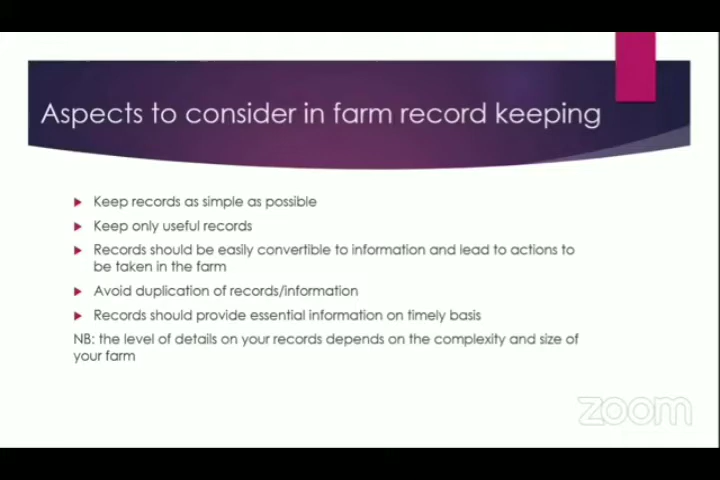 Aspects to consider in farm record keeping
Keep records as simple as possible
Keep only useful records
Records should be easily convertible to information and lead to actions to
be taken in the farm
Avoid duplication of records/information
Records should provide essential information on timely basis
NB: the level of details on your records depends on the complexity and size of
your farm
zoom